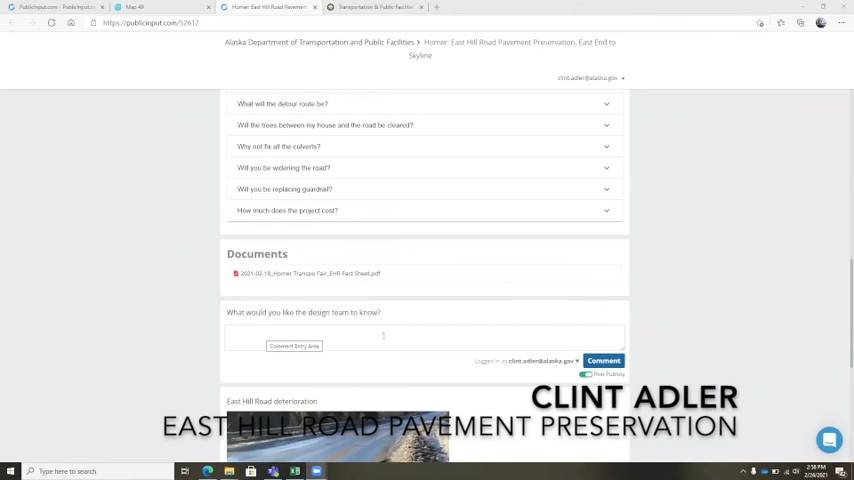 PublicInput.com - PublicInput.co
Map 49
Homer: East Hill Road Pavement
Transportation & Public Facilities
https://publicinput.com/S2612
Alaska Department of Transportation and Public Facilities > Homer: East Hill Road Pavement Preservation, East End to
Skyline
clint.adler@alaska.gov
What will the detour route be?
Will the trees between my house and the road be cleared?
Why not fix all the culverts?
Will you be widening the road?
Will you be replacing guardrail?
How much does the project cost?
Documents
2021-02-18_Homer Transpo Fair_EHR Fact Sheet.pdf
What would you like the design team to know?
Comment Entry Area
Logged in as clint.adler@alaska.gov
Comment
Post Publicly
East Hill Road deterioration
CLINT ADLER
EAST HILL ROAD PAVEMENT PRESERVATION
Type here to search
2:58 PM
2/24/2021